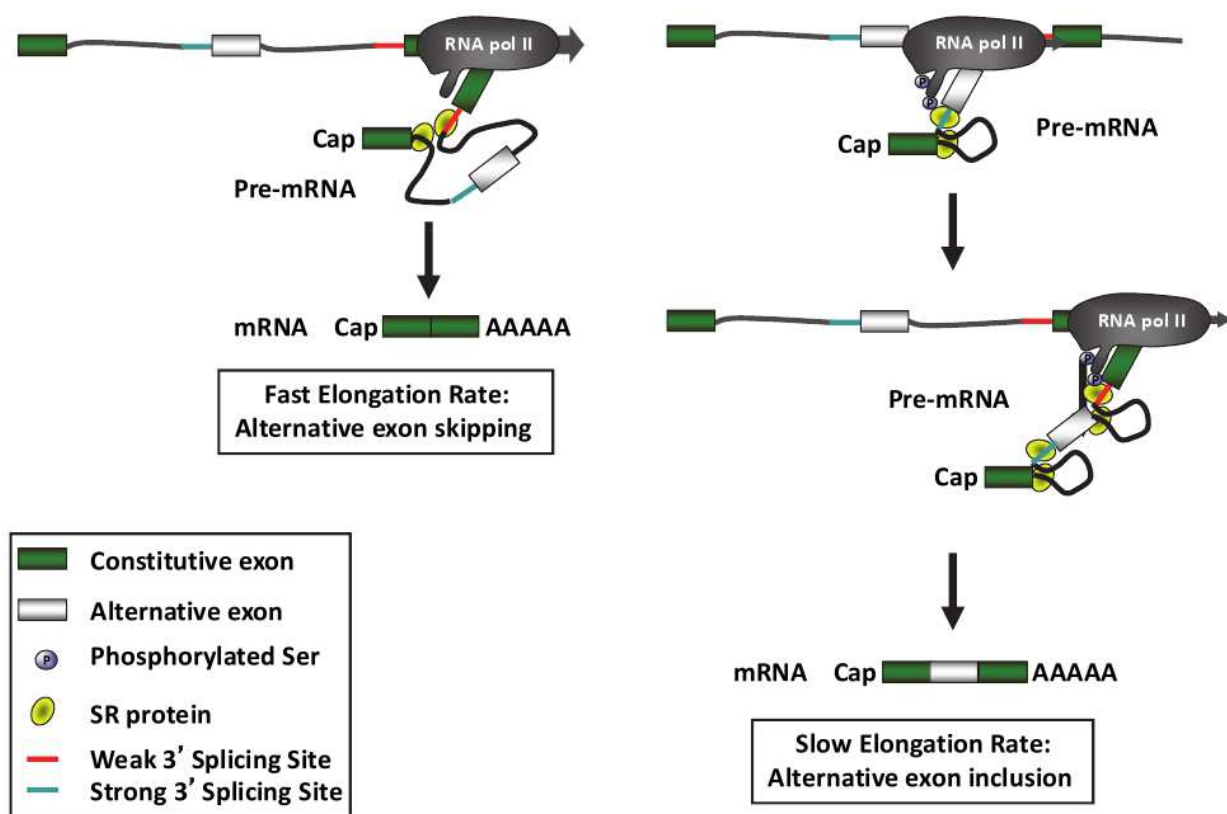 RNA pol II
Cap
Pre-mRNA
mRNA Cap AAAAA
Fast Elongation Rate:
Alternative exon skipping
RNA pol II
P
P
Pre-mRNA
Cap
RNA pol II
P
P
Pre-mRNA
Cap
mRNA Cap AAAAA
Slow Elongation Rate:
Alternative exon inclusion
Constitutive exon
Alternative exon
P Phosphorylated Ser
SR protein
Weak 3' Splicing Site
Strong 3' Splicing Site